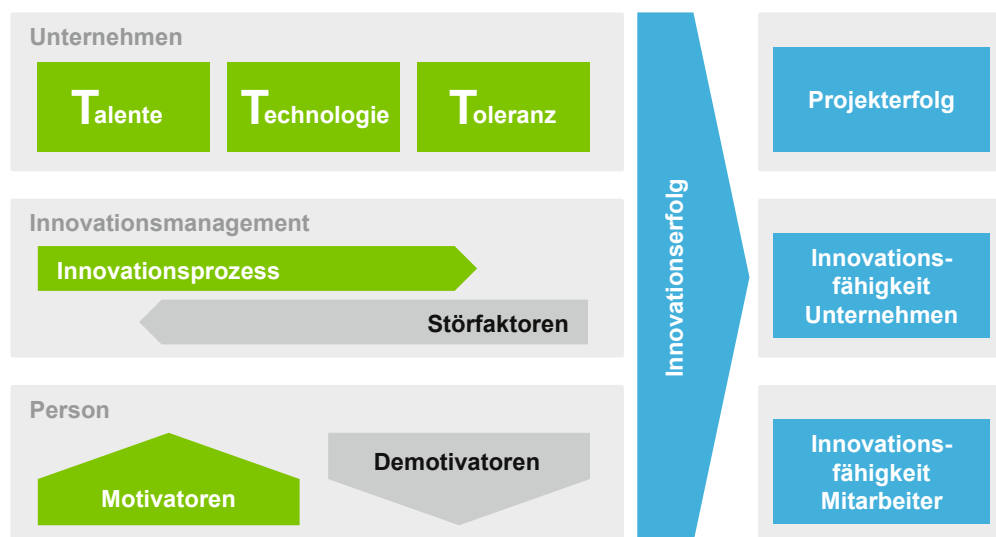 Unternehmen
Talente
Technologie
Toleranz
Innovationsmanagement
Innovationsprozess
Störfaktoren
Person
Motivatoren
Demotivatoren
Innovationserfolg
Projekterfolg
Innovations-
fähigkeit
Unternehmen
Innovations-
fähigkeit
Mitarbeiter